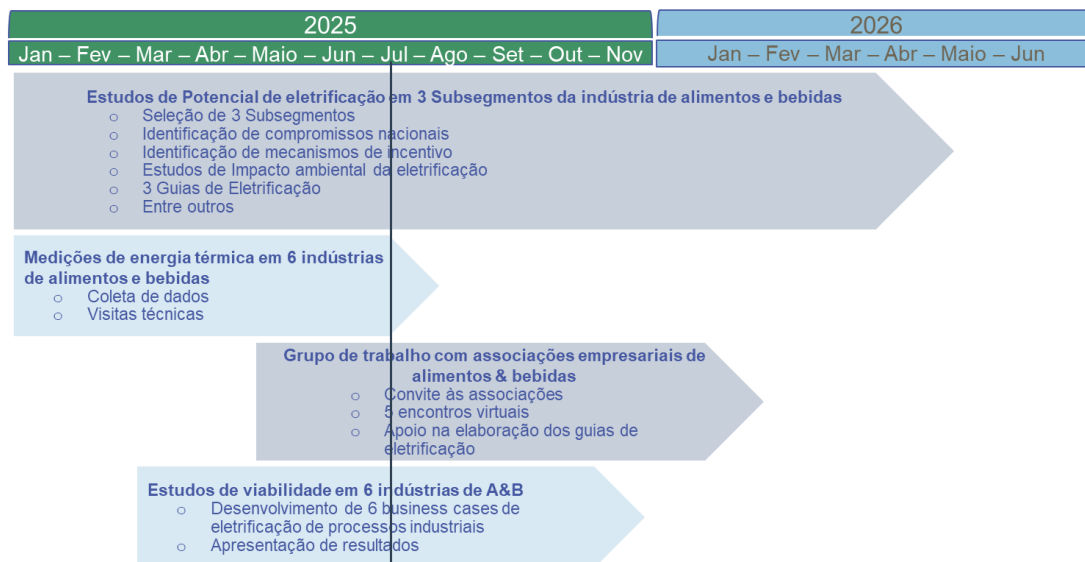 2025
2026
Jan – Fev – Mar – Abr – Maio – Jun – Jul – Ago – Set – Out – Nov
Jan – Fev – Mar – Abr – Maio – Jun
Estudos de Potencial de eletrificação em 3 Subsegmentos da indústria de alimentos e bebidas
o Seleção de 3 Subsegmentos
o Identificação de compromissos nacionais
o Identificação de mecanismos de incentivo
o Estudos de Impacto ambiental da eletrificação
o 3 Guias de Eletrificação
o Entre outros
Medições de energia térmica em 6 indústrias
de alimentos e bebidas
o Coleta de dados
o Visitas técnicas
Grupo de trabalho com associações empresariais de
alimentos & bebidas
o Convite às associações
o 5 encontros virtuais
o Apoio na elaboração dos guias de
eletrificação
Estudos de viabilidade em 6 indústrias de A&B
o Desenvolvimento de 6 business cases de
eletrificação de processos industriais
o Apresentação de resultados